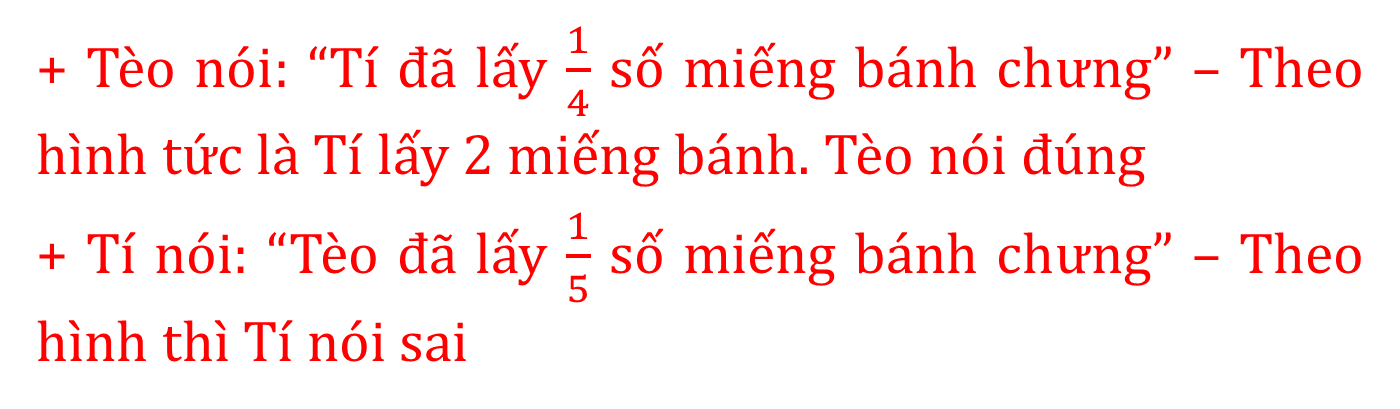 + Tèo nói: “Tí đã lấy 1/4 số miếng bánh chưng” – Theo
hình tức là Tí lấy 2 miếng bánh. Tèo nói đúng
+ Tí nói: “Tèo đã lấy 1/5 số miếng bánh chưng” – Theo
hình thì Tí nói sai